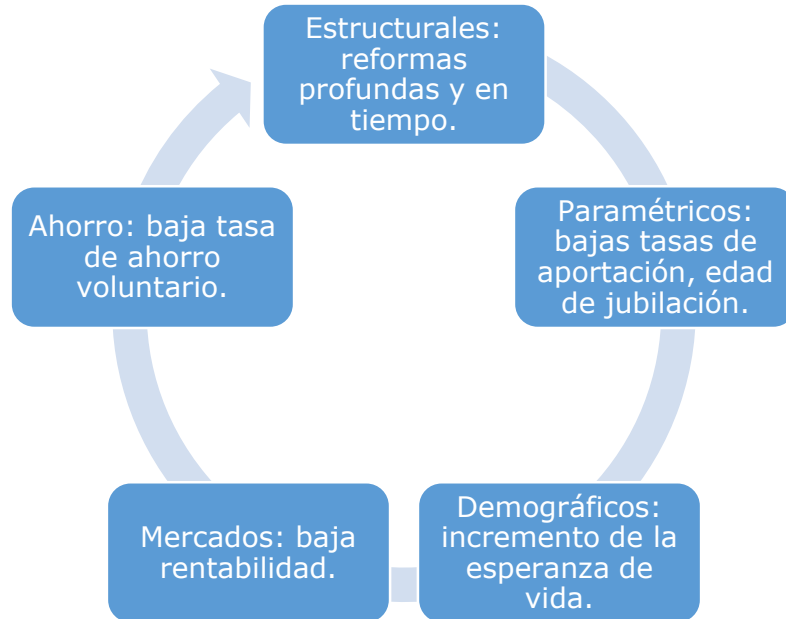 Estructurales:
reformas
profundas y en
tiempo.
Paramétricos:
bajas tasas de
aportación, edad
de jubilación.
Demográficos:
incremento de la
esperanza de
vida.
Mercados: baja
rentabilidad.
Ahorro: baja tasa
de ahorro
voluntario.